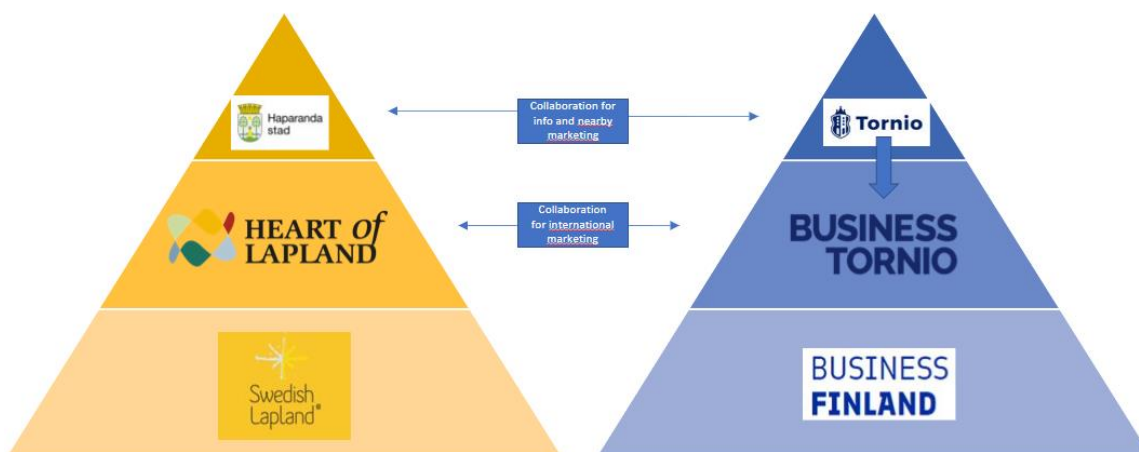 Haparanda
stad
Collaboration for
info and nearby
marketing
Tornio
HEART of
LAPLAND
Collaboration
for international
marketing
BUSINESS
TORNIO
Swedish
Lapland®
BUSINESS
FINLAND